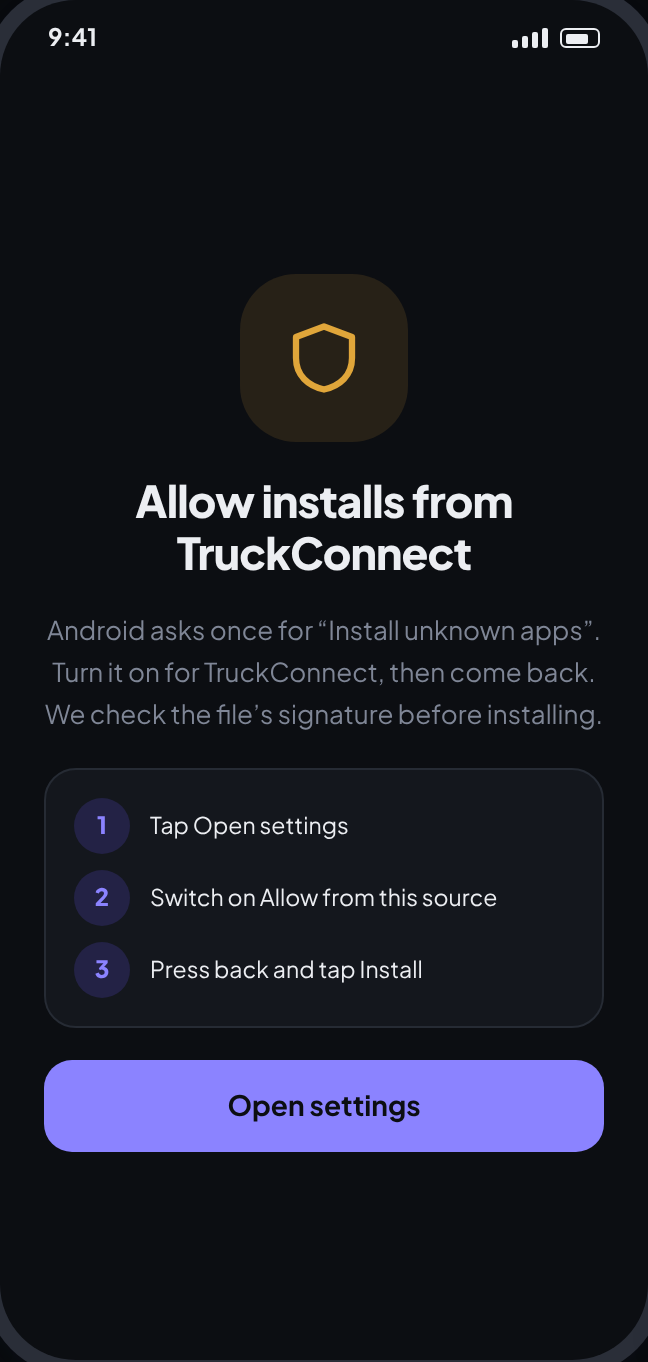 9:41
Allow installs from
TruckConnect
Android asks once for “Install unknown apps”.
Turn it on for TruckConnect, then come back.
We check the file’s signature before installing.
1 Tap Open settings
2 Switch on Allow from this source
3 Press back and tap Install
Open settings